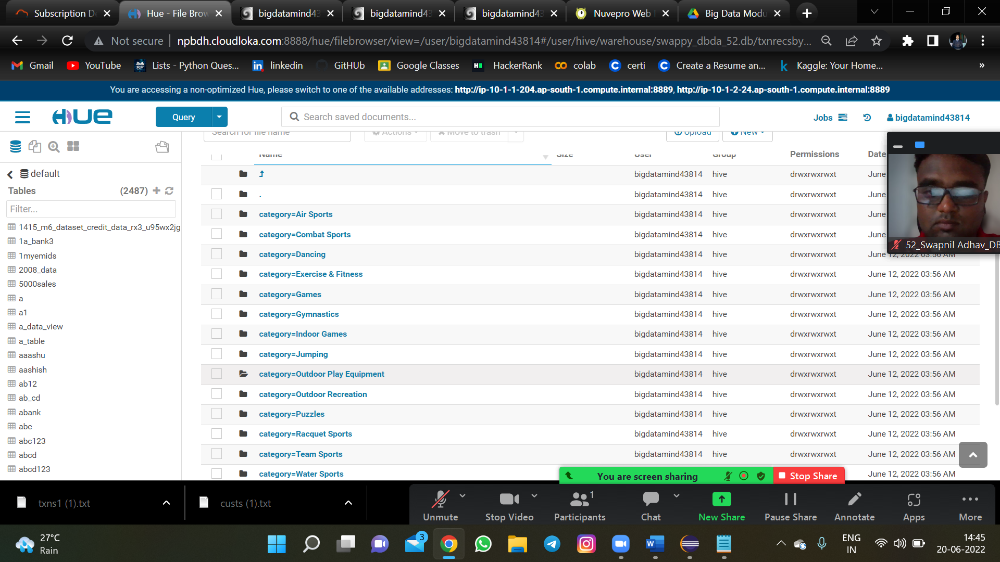 Subscription D
Hue - File Brow
bigdatamind43
bigdatamind43
bigdatamind43
Nuvepro Web
Big Data Modu
Not secure
npbdh.cloudloka.com:8888/hue/filebrowser/view=/user/bigdatamind43814#/user/hive/warehouse/swappy_dbda_52.db/txnrecsby...
Gmail
YouTube
Lists - Python Ques...
linkedin
GitHUb
Google Classes
HackerRank
colab
certi
Create a Resume an...
Kaggle: Your Home...
»
You are accessing a non-optimized Hue, please switch to one of the available addresses: http://ip-10-1-1-204.ap-south-1.compute.internal:8889, http://ip-10-1-2-24.ap-south-1.compute.internal:8889
HUE
Query
Search saved documents...
Jobs
bigdatamind43814
Search for file name
Actions
Move to trash
Upload
New
default
Tables
(2487)
Filter...
1415_m6_dataset_credit_data_rx3_u95wx2jg
1a_bank3
1myemids
2008_data
5000sales
a
a1
a_data_view
a_table
aaashu
aashish
ab12
ab_cd
abank
abc
abc123
abcd
abcd123
Name Size User Group Permissions Date
bigdatamind43814 hive drwxrwxrwxt June
. bigdatamind43814 hive drwxrwxrwxt June
category=Air Sports bigdatamind43814 hive drwxrwxrwxt June
category=Combat Sports bigdatamind43814 hive drwxrwxrwxt June
category=Dancing bigdatamind43814 hive drwxrwxrwxt June 12, 2022 03:56 AM
category=Exercise & Fitness bigdatamind43814 hive drwxrwxrwxt June 12, 2022 03:56 AM
category=Games bigdatamind43814 hive drwxrwxrwxt June 12, 2022 03:56 AM
category=Gymnastics bigdatamind43814 hive drwxrwxrwxt June 12, 2022 03:56 AM
category=Indoor Games bigdatamind43814 hive drwxrwxrwxt June 12, 2022 03:56 AM
category=Jumping bigdatamind43814 hive drwxrwxrwxt June 12, 2022 03:56 AM
category=Outdoor Play Equipment bigdatamind43814 hive drwxrwxrwxt June 12, 2022 03:56 AM
category=Outdoor Recreation bigdatamind43814 hive drwxrwxrwxt June 12, 2022 03:56 AM
category=Puzzles bigdatamind43814 hive drwxrwxrwxt June 12, 2022 03:56 AM
category=Racquet Sports bigdatamind43814 hive drwxrwxrwxt June 12, 2022 03:56 AM
category=Team Sports bigdatamind43814 hive drwxrwxrwxt June 12, 2022 03:56 AM
category=Water Sports June 12, 2022 03:56 AM
52_Swapnil Adhav_DB
You are screen sharing
Stop Share
txns1 (1).txt
custs (1).txt
Unmute
Stop Video
1
Participants
Chat
New Share
Pause Share
Annotate
Apps
More
27°C
Rain
3
ENG
IN
14:45
20-06-2022